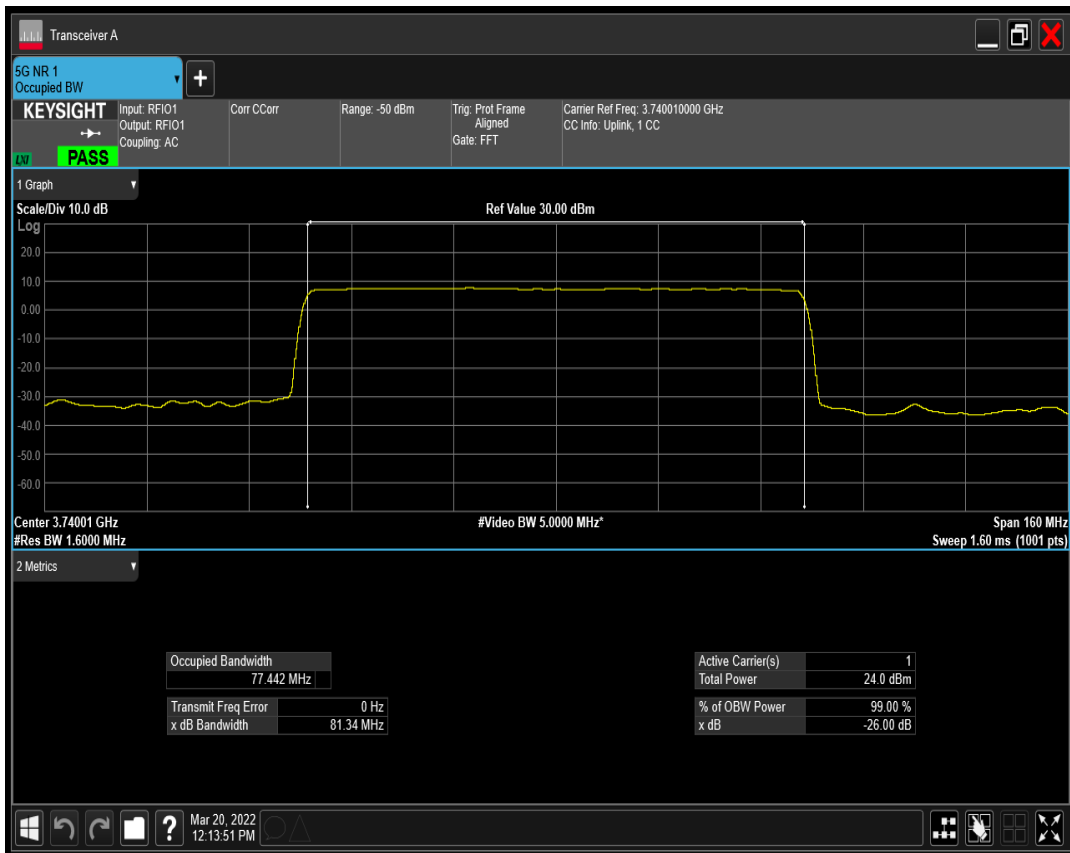 Transceiver A
5G NR 1
Occupied BW
+
KEYSIGHT
LXI
PASS
Input: RFIO1
Output: RFIO1
Coupling: AC
Corr CCorr
Range: -50 dBm
Trig: Prot Frame
Aligned
Gate: FFT
Carrier Ref Freq: 3.740010000 GHz
CC Info: Uplink, 1 CC
1 Graph
Scale/Div 10.0 dB
Ref Value 30.00 dBm
Log
20.0
10.0
0.00
-10.0
-20.0
-30.0
-40.0
-50.0
-60.0
Center 3.74001 GHz
#Video BW 5.0000 MHz*
Span 160 MHz
#Res BW 1.6000 MHz
Sweep 1.60 ms (1001 pts)
2 Metrics
Occupied Bandwidth
77.442 MHz
Transmit Freq Error 0 Hz
x dB Bandwidth 81.34 MHz
Active Carrier(s) 1
Total Power 24.0 dBm
% of OBW Power 99.00 %
x dB -26.00 dB
?
Mar 20, 2022
12:13:51 PM